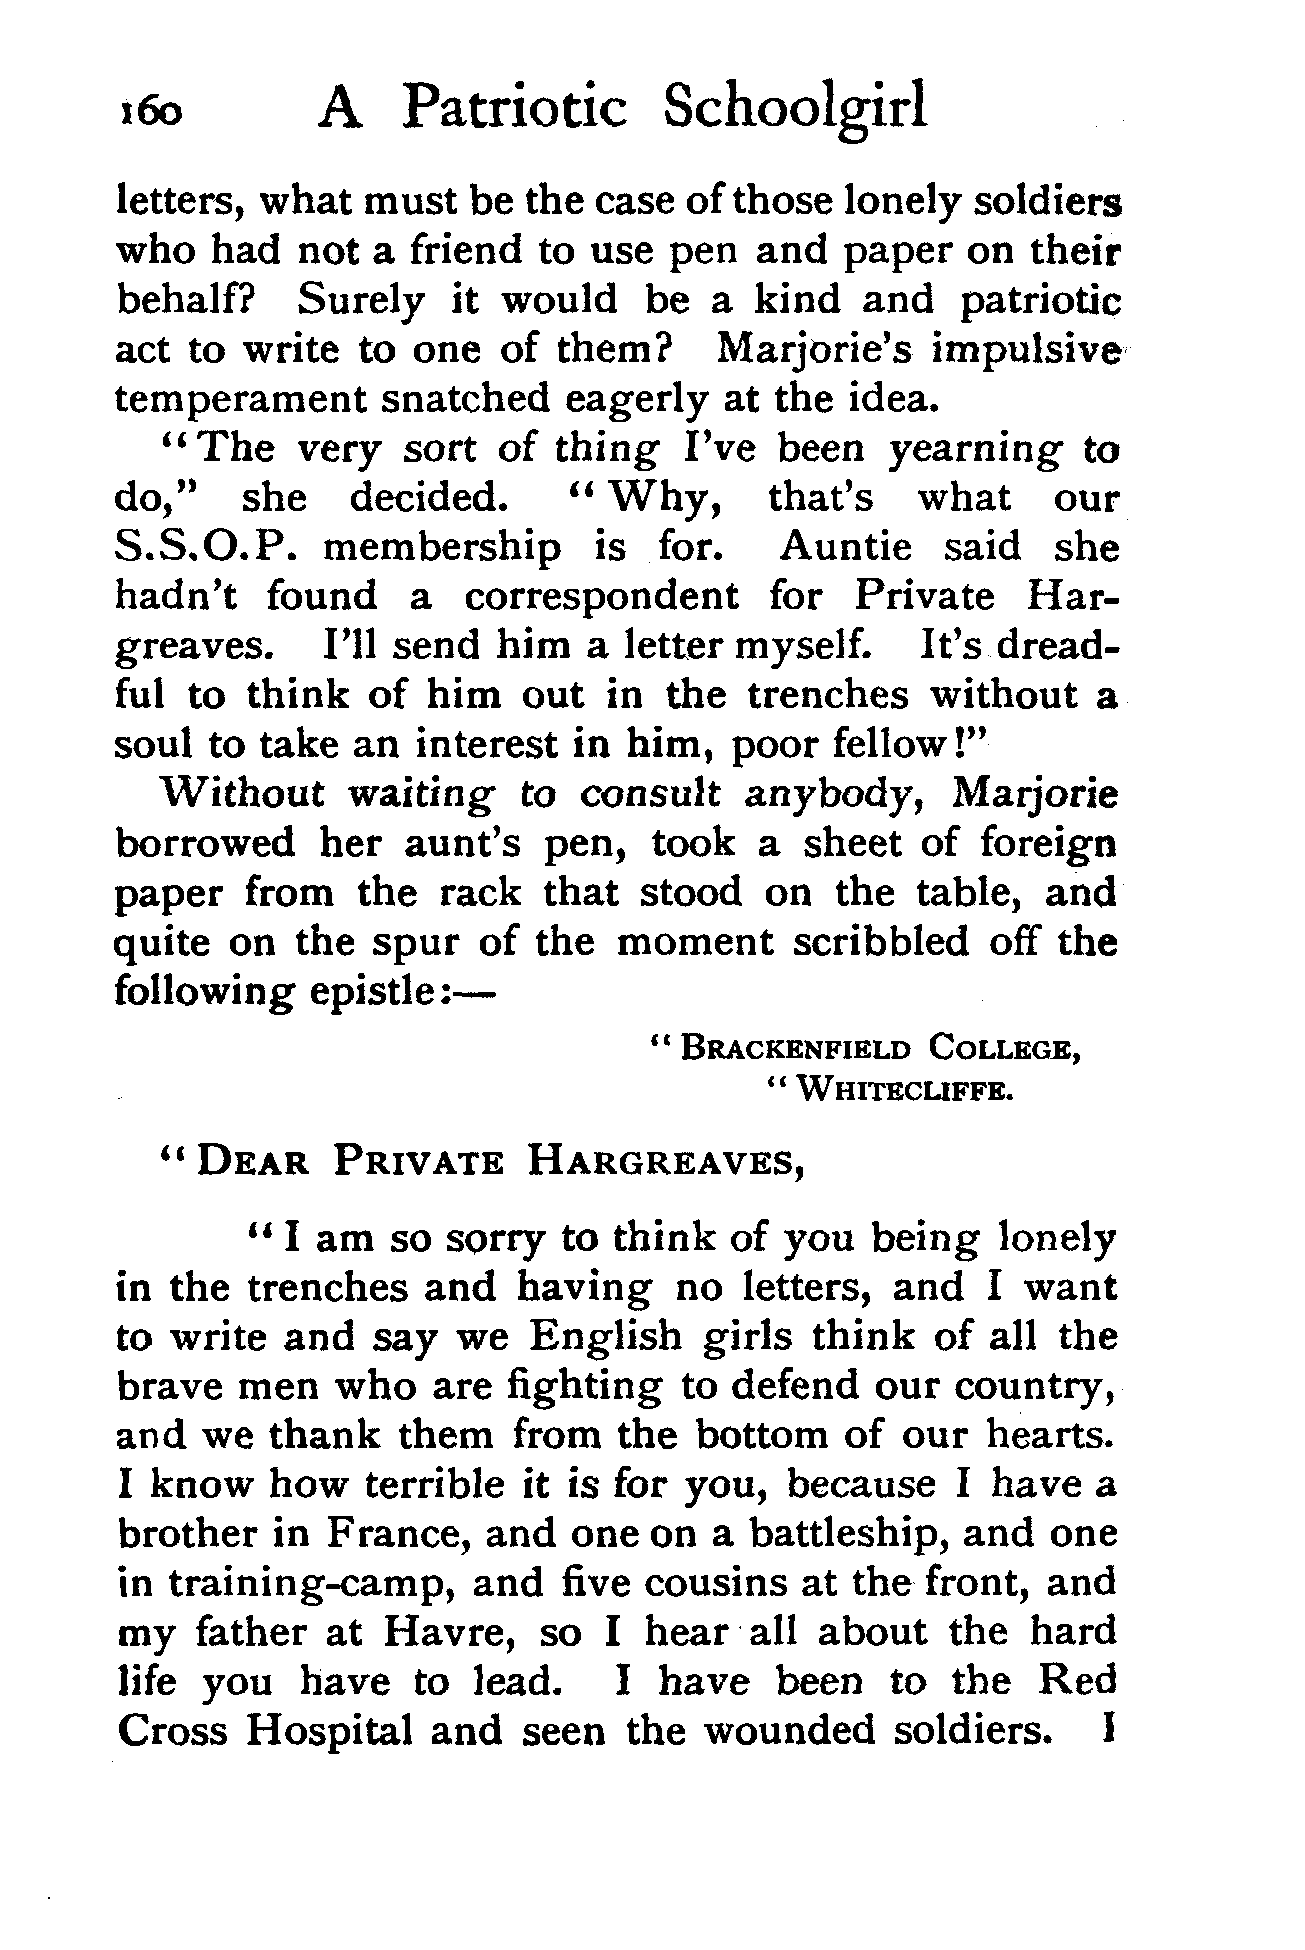 160 A Patriotic Schoolgirl
letters, what must be the case of those lonely soldiers
who had not a friend to use pen and paper on their
behalf? Surely it would be a kind and patriotic
act to write to one of them? Marjorie's impulsive
temperament snatched eagerly at the idea.
"The very sort of thing I've been yearning to
do," she decided. "Why, that's what our
S.S.O.P. membership is for. Auntie said she
hadn't found a correspondent for Private Har-
greaves. I'll send him a letter myself. It's dread-
ful to think of him out in the trenches without a
soul to take an interest in him, poor fellow!"
Without waiting to consult anybody, Marjorie
borrowed her aunt's pen, took a sheet of foreign
paper from the rack that stood on the table, and
quite on the spur of the moment scribbled off the
following epistle:—
"BRACKENFIELD COLLEGE,
"WHITECLIFFE.
"DEAR PRIVATE HARGREAVES,
"I am so sorry to think of you being lonely
in the trenches and having no letters, and I want
to write and say we English girls think of all the
brave men who are fighting to defend our country,
and we thank them from the bottom of our hearts.
I know how terrible it is for you, because I have a
brother in France, and one on a battleship, and one
in training-camp, and five cousins at the front, and
my father at Havre, so I hear all about the hard
life you have to lead. I have been to the Red
Cross Hospital and seen the wounded soldiers. I